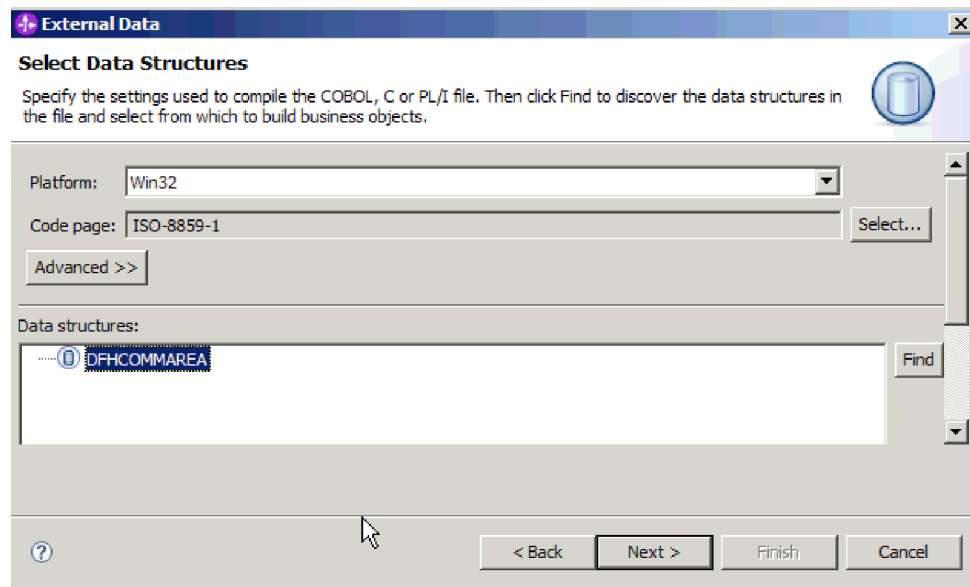 External Data
Select Data Structures
Specify the settings used to compile the COBOL, C or PL/I file. Then click Find to discover the data structures in
the file and select from which to build business objects.
Platform: Win32
Code page: ISO-8859-1 Select...
Advanced >>
Data structures:
DFHCOMMAREA Find
? < Back Next > Finish Cancel